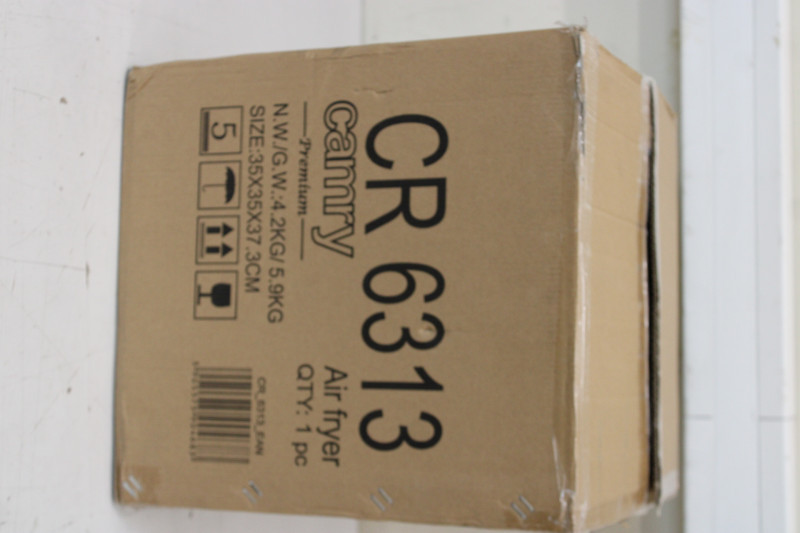 CR 6313
camry
Premium
Air fryer
QTY: 1 pc
N.W./G.W.:4.2KG/ 5.9KG
SIZE:35X35X37.3CM
5
CR_6313_EAN